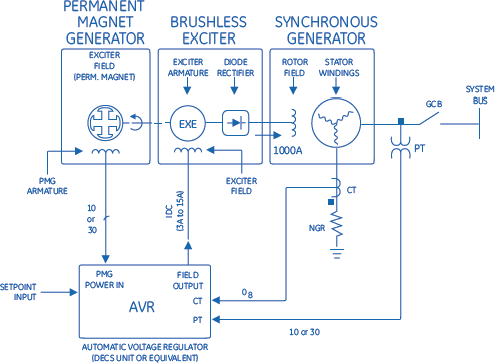 PERMANENT
MAGNET
GENERATOR
BRUSHLESS
EXCITER
SYNCHRONOUS
GENERATOR
EXCITER
FIELD
(PERM. MAGNET)
EXCITER
ARMATURE
DIODE
RECTIFIER
ROTOR
FIELD
STATOR
WINDINGS
SYSTEM
BUS
GCB
EXE
1000A
PT
PMG
ARMATURE
EXCITER
FIELD
CT
10
or
30
IDC
(3A to 15A)
NGR
SETPOINT
INPUT
PMG
POWER IN
FIELD
OUTPUT
AVR
CT
PT
08
10 or 30
AUTOMATIC VOLTAGE REGULATOR
(DECS UNIT OR EQUIVALENT)